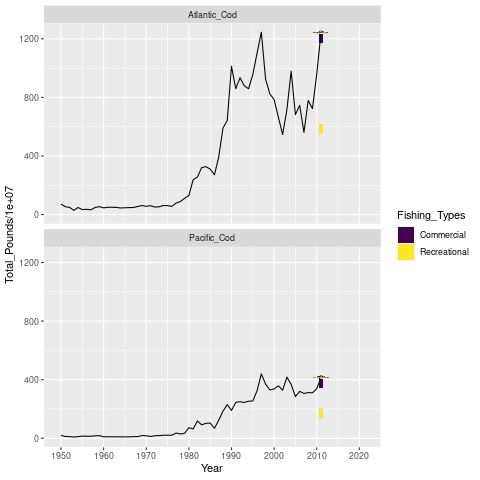 Atlantic_Cod
1200
800
400
0
Pacific_Cod
1200
800
400
0
1950 1960 1970 1980 1990 2000 2010 2020
Year
Total_Pounds/1e+07
Fishing_Types
Commercial
Recreational